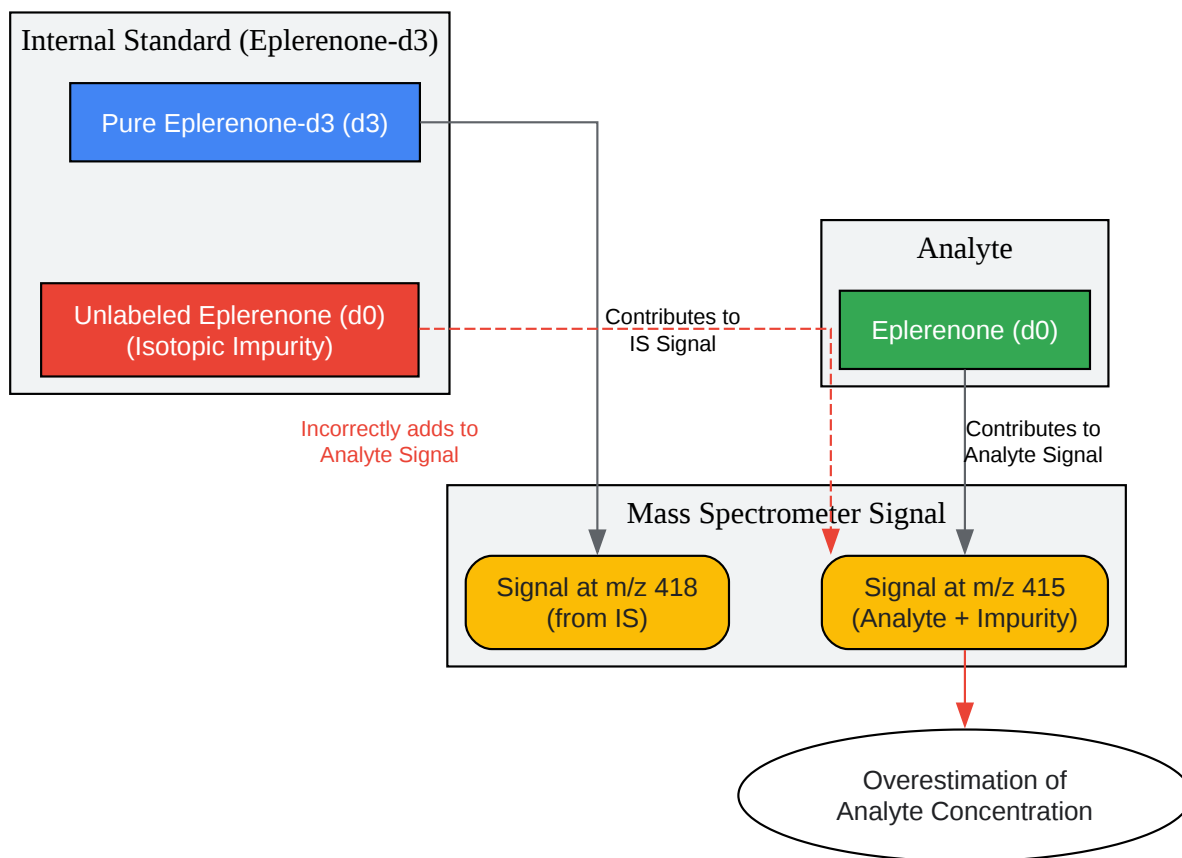 Internal Standard (Eplerenone-d3)
Pure Eplerenone-d3 (d3)
Unlabeled Eplerenone (d0)
(Isotopic Impurity)
Analyte
Eplerenone (d0)
Contributes to
IS Signal
Incorrectly adds to
Analyte Signal
Contributes to
Analyte Signal
Mass Spectrometer Signal
Signal at m/z 418
(from IS)
Signal at m/z 415
(Analyte + Impurity)
Overestimation of
Analyte Concentration